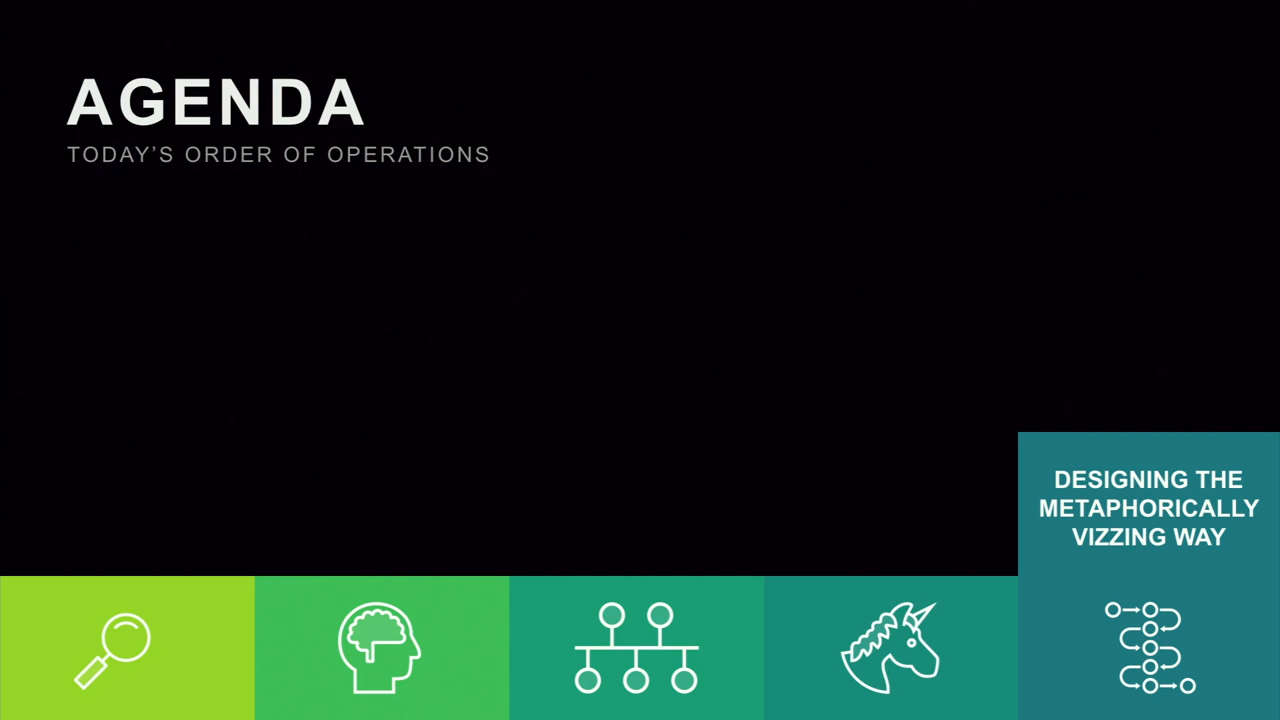 AGENDA
TODAY’S ORDER OF OPERATIONS
DESIGNING THE
METAPHORICALLY
VIZZING WAY